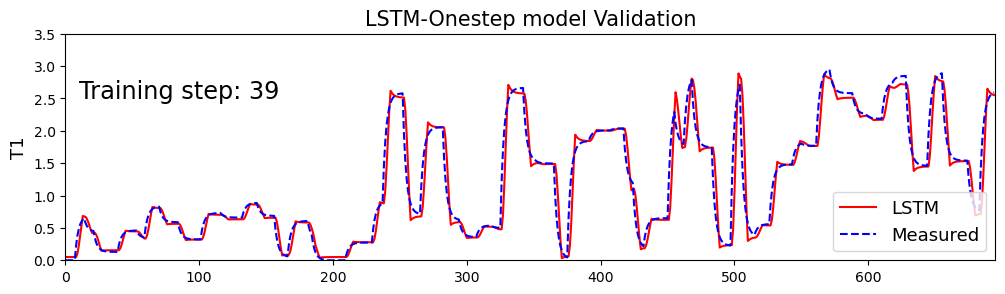 LSTM-Onestep model Validation
3.5
3.0
2.5
2.0
1.5
1.0
0.5
0.0
T1
Training step: 39
LSTM
Measured
0 100 200 300 400 500 600